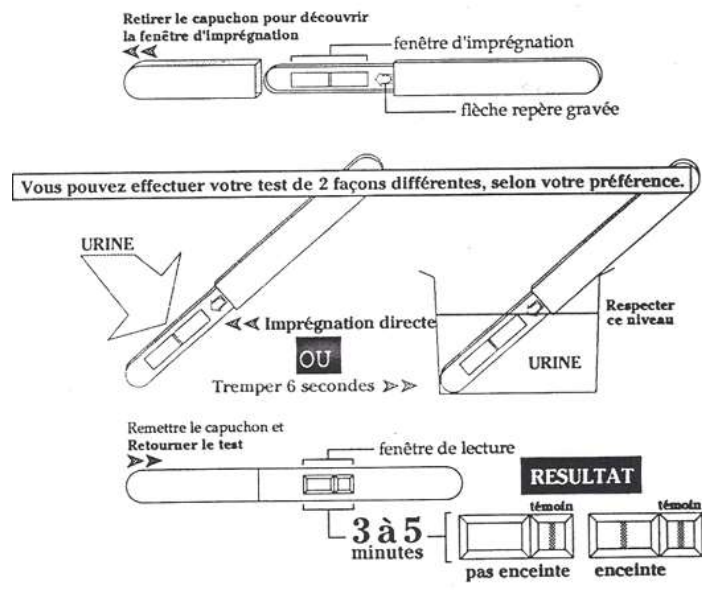 Retirer le capuchon pour découvrir
la fenêtre d'imprégnation
fenêtre d'imprégnation
flèche repère gravée
Vous pouvez effectuer votre test de 2 façons différentes, selon votre préférence.
URINE
Imprégnation directe
OU
Tremper 6 secondes
Respecter
ce niveau
URINE
Remettre le capuchon et
Retourner le test
fenêtre de lecture
3 à 5
minutes
RESULTAT
témoin
témoin
pas enceinte
enceinte